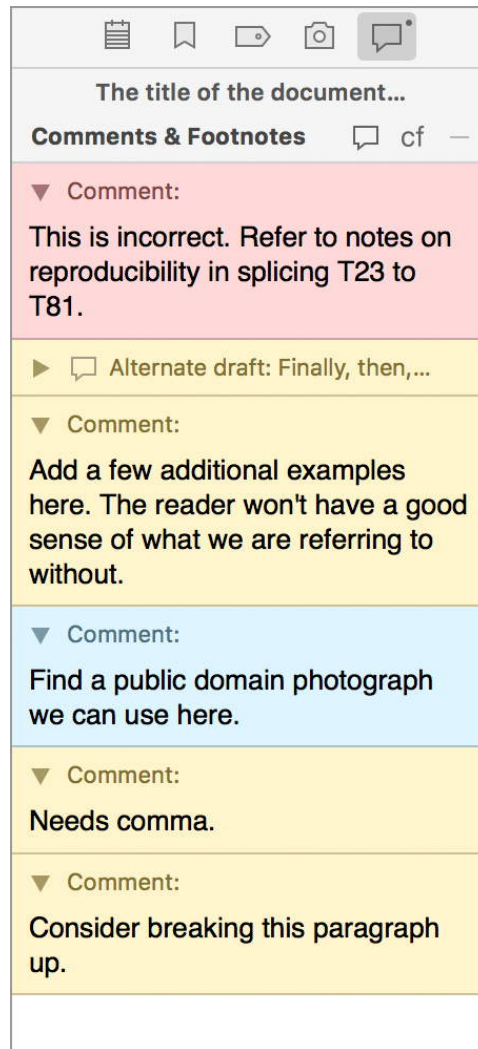 The title of the document...
Comments & Footnotes cf
Comment:
This is incorrect. Refer to notes on
reproducibility in splicing T23 to
T81.
Alternate draft: Finally, then,...
Comment:
Add a few additional examples
here. The reader won't have a good
sense of what we are referring to
without.
Comment:
Find a public domain photograph
we can use here.
Comment:
Needs comma.
Comment:
Consider breaking this paragraph
up.